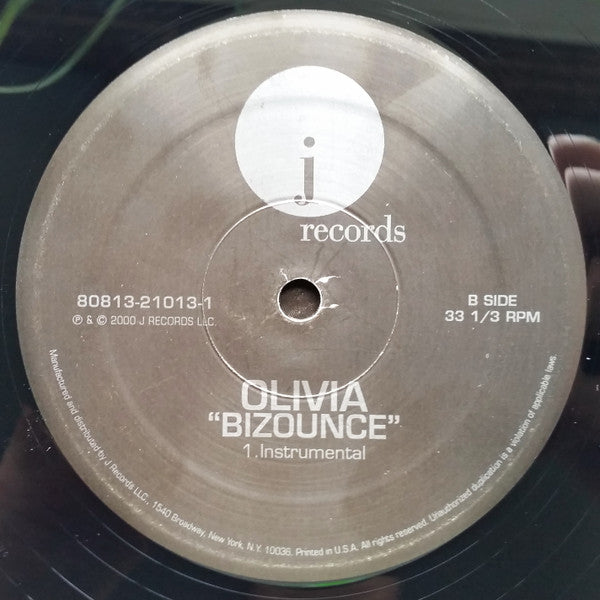 j
records
80813-21013-1
℗ & © 2000 J RECORDS LLC.
B SIDE
33 1/3 RPM
OLIVIA
“BIZOUNCE”
1. Instrumental
Manufactured and distributed by J Records LLC., 1540 Broadway, New York, N.Y. 10036. Printed in U.S.A. All rights reserved. Unauthorized duplication is a violation of applicable laws.